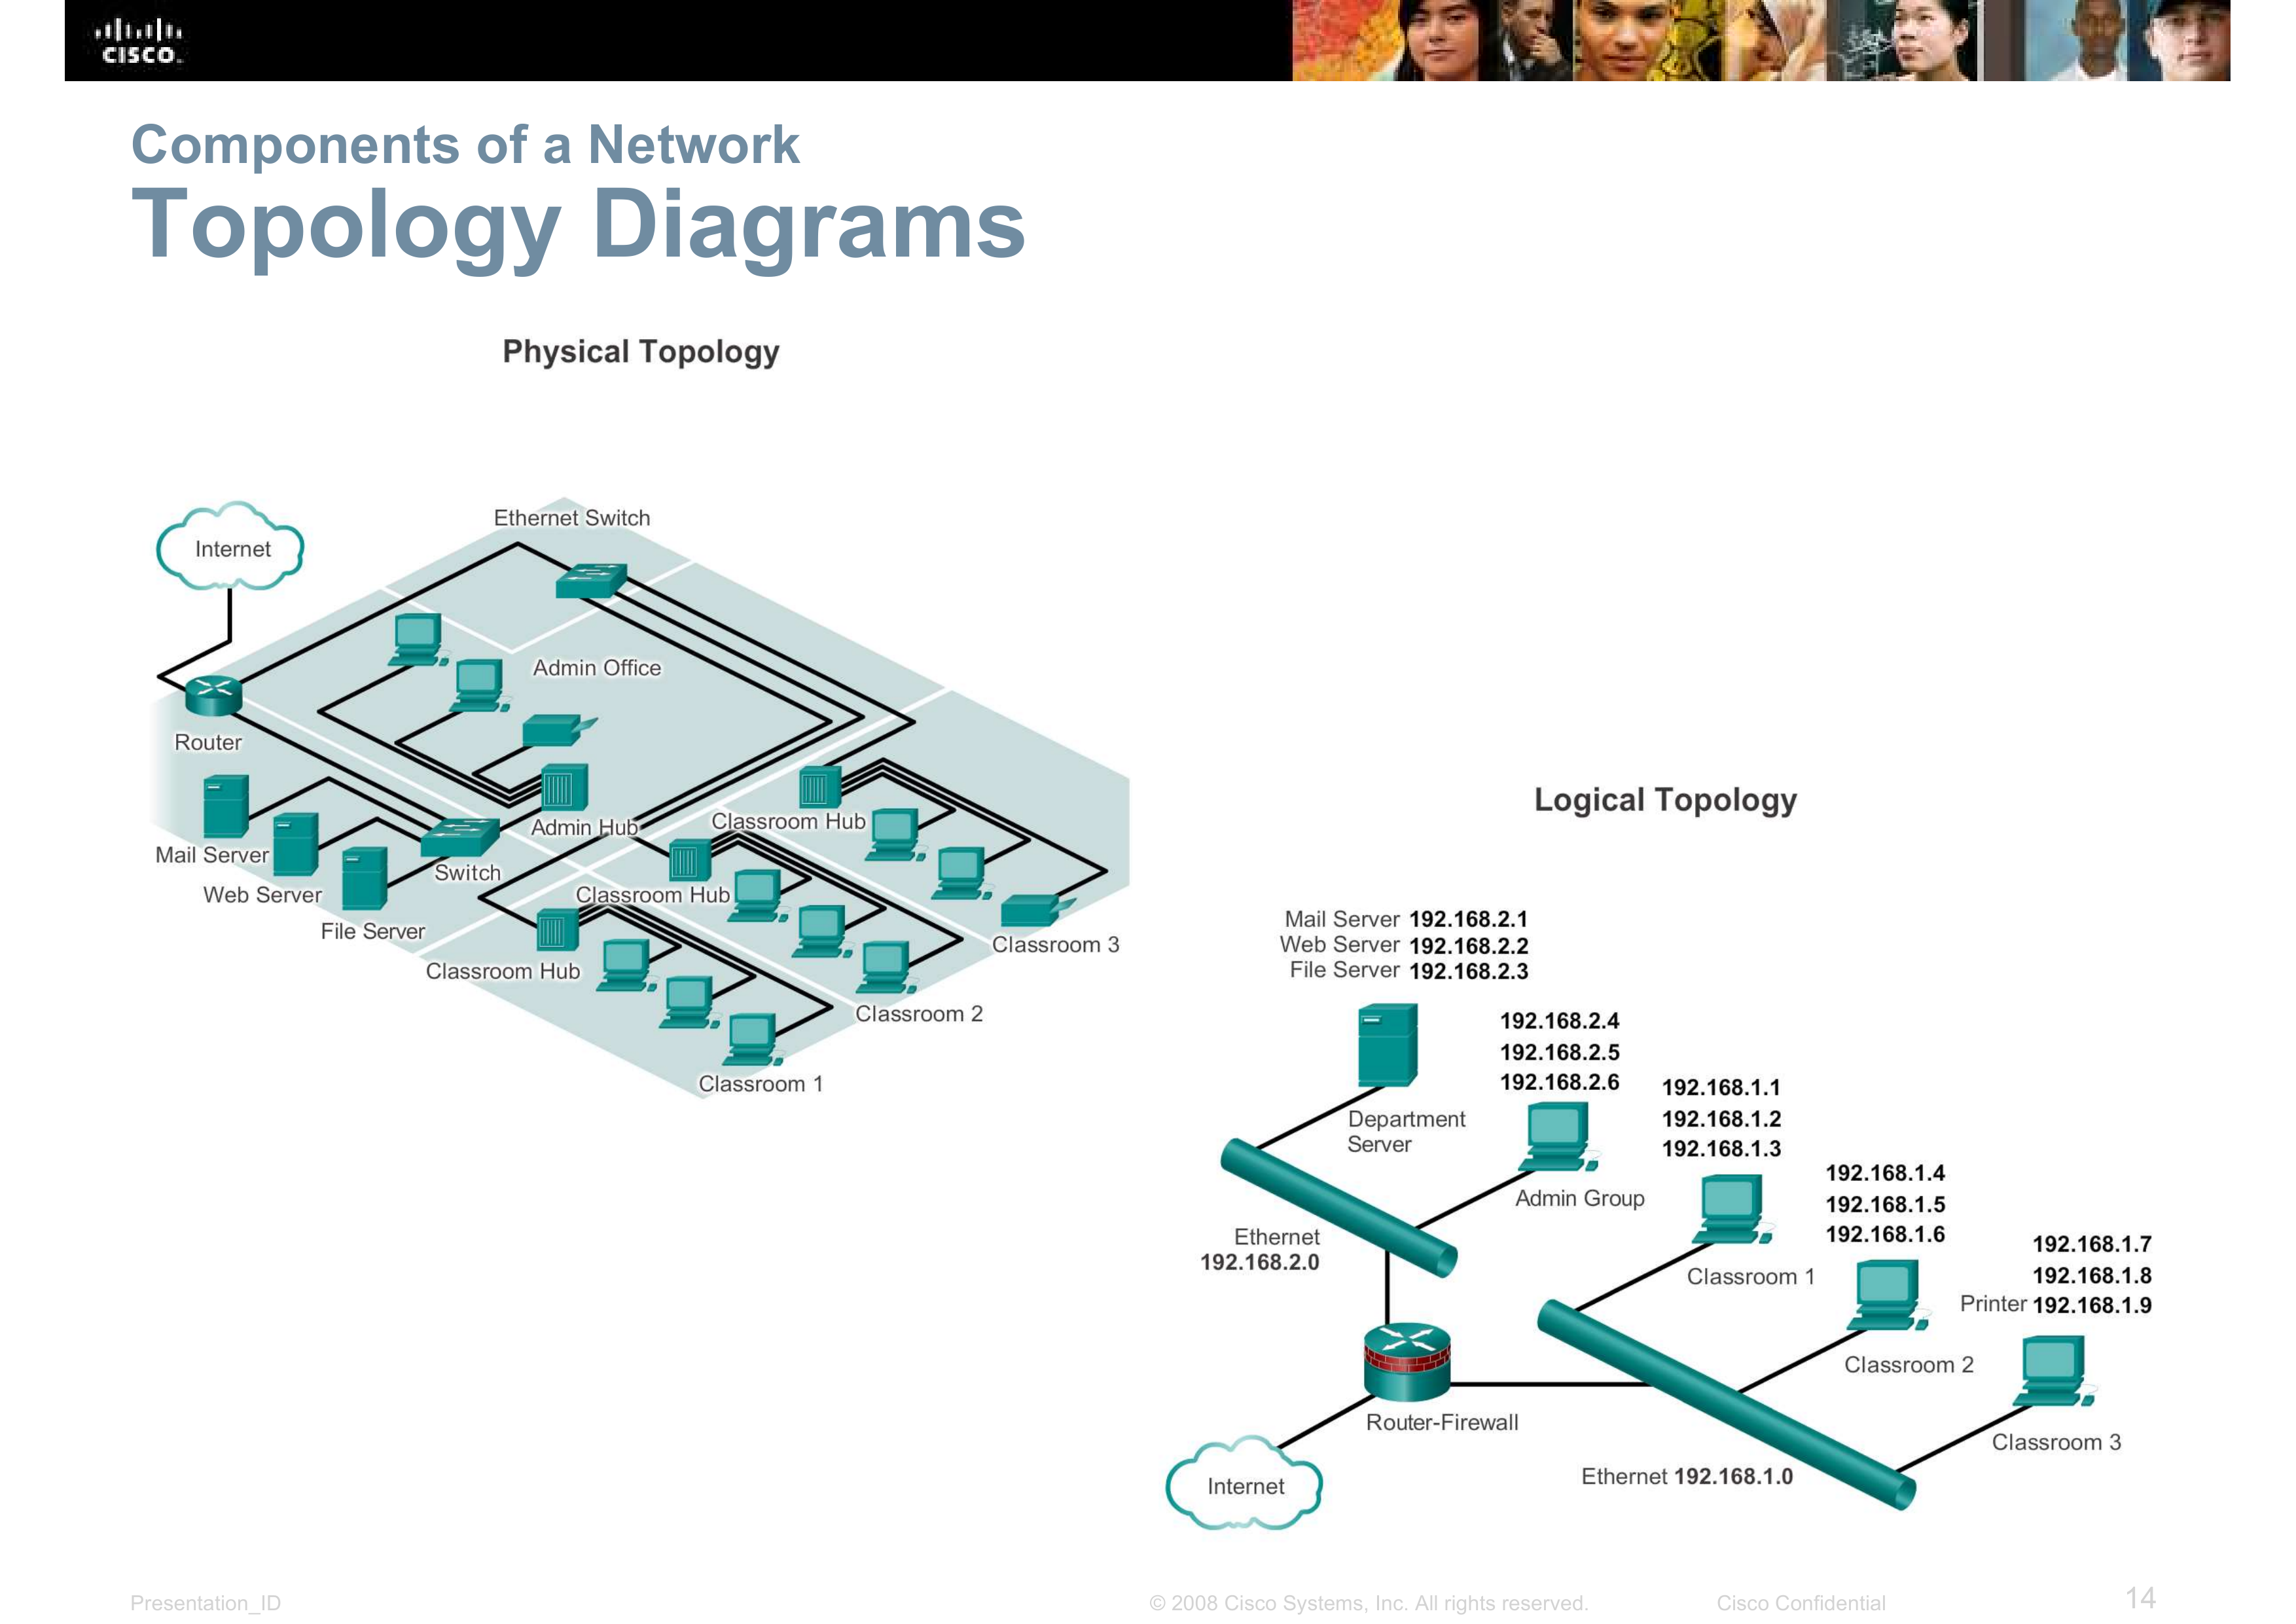 CISCO
Components of a Network
Topology Diagrams
Physical Topology
Ethernet Switch
Internet
Admin Office
Router
Classroom Hub
Admin Hub
Mail Server
Switch
Web Server
Classroom Hub
File Server
Classroom 3
Classroom Hub
Classroom 2
Classroom 1
Logical Topology
Mail Server 192.168.2.1
Web Server 192.168.2.2
File Server 192.168.2.3
192.168.2.4
192.168.2.5
192.168.2.6
192.168.1.1
192.168.1.2
192.168.1.3
Department
Server
192.168.1.4
192.168.1.5
192.168.1.6
Admin Group
Ethernet
192.168.2.0
192.168.1.7
192.168.1.8
Printer 192.168.1.9
Classroom 1
Classroom 2
Router-Firewall
Classroom 3
Ethernet 192.168.1.0
Internet
Presentation_ID
© 2008 Cisco Systems, Inc. All rights reserved.
Cisco Confidential
14